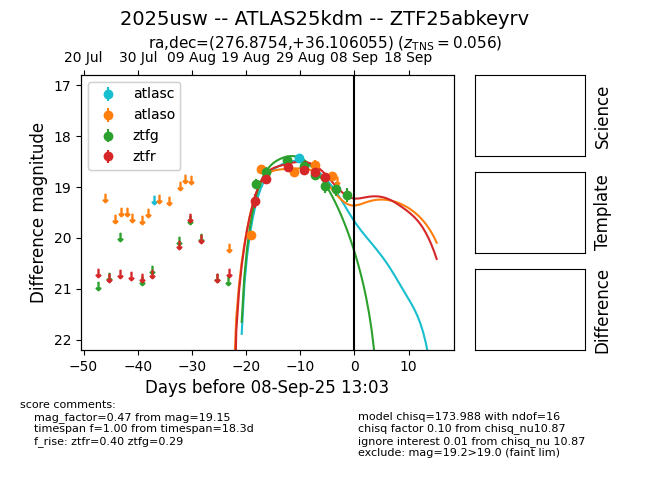 2025usw -- ATLAS25kdm -- ZTF25abkeyrv
ra,dec=(276.8754,+36.106055) (zTNS = 0.056)
20 Jul 30 Jul 09 Aug 19 Aug 29 Aug 08 Sep 18 Sep
17
18
19
20
21
22
Difference magnitude
atlasc
atlaso
ztfg
ztfr
−50 −40 −30 −20 −10 0 10
Days before 08-Sep-25 13:03
Science
Template
Difference
score comments:
mag_factor=0.47 from mag=19.15
timespan f=1.00 from timespan=18.3d
f_rise: ztfr=0.40 ztfg=0.29
model chisq=173.988 with ndof=16
chisq factor 0.10 from chisq_nu10.87
ignore interest 0.01 from chisq_nu 10.87
exclude: mag=19.2>19.0 (faint lim)